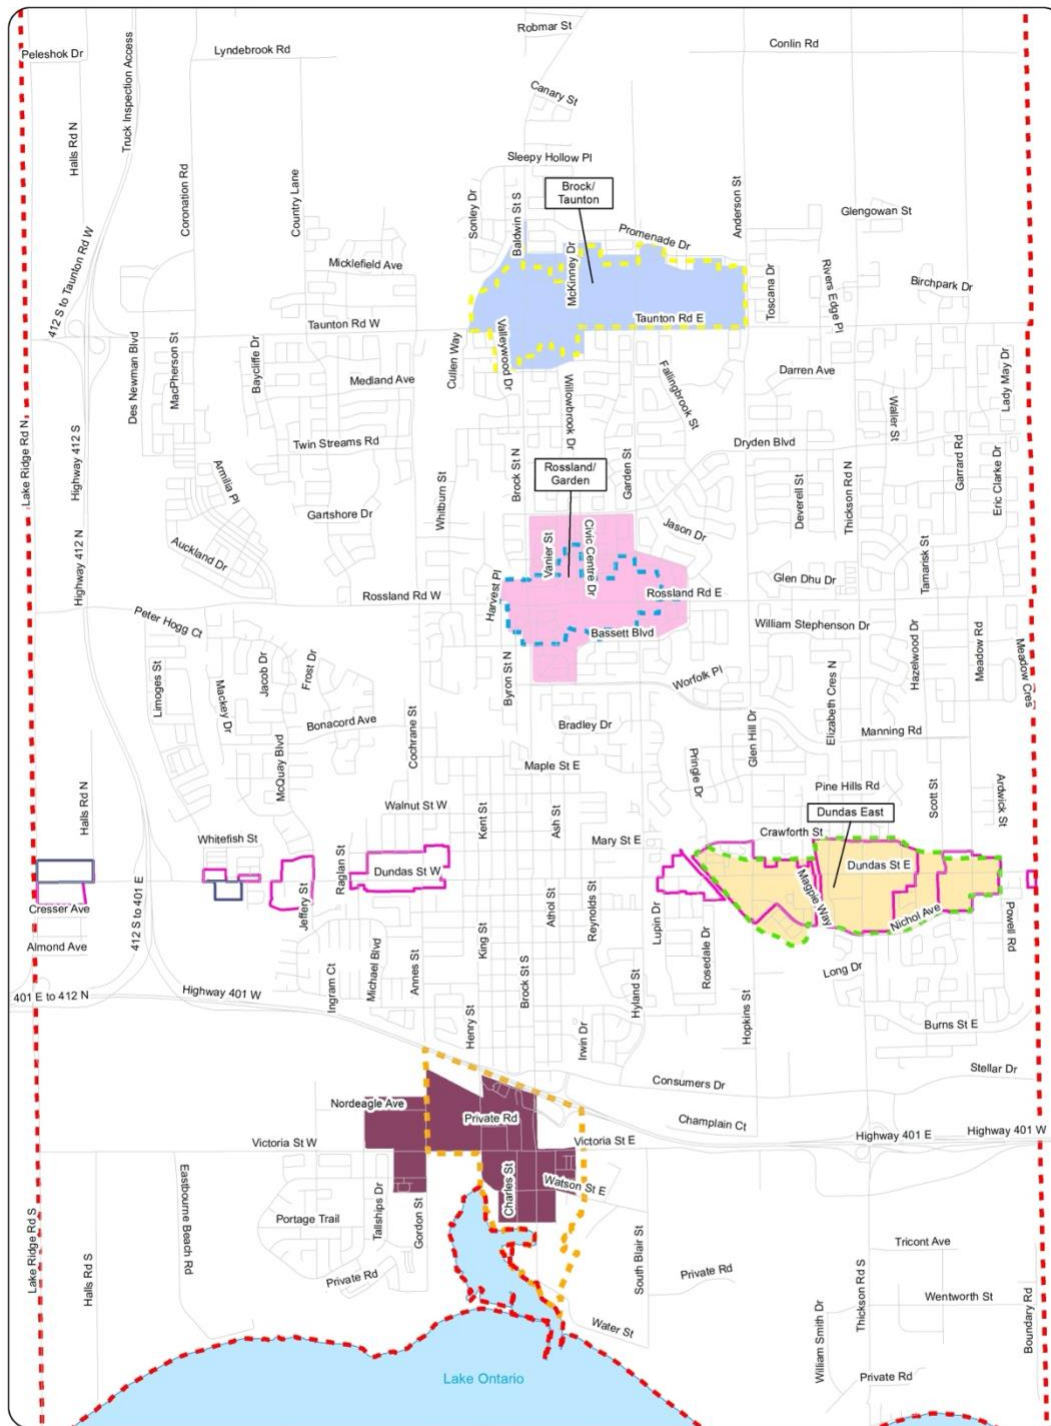 Robmar St
Conlin Rd
Peleshok Dr
Lyndebrook Rd
Truck Inspection Access
Canary St
Halls Rd N
Sleepy Hollow Pl
Coronation Rd
Country Lane
Sonley Dr
Baldwin St S
Brock/
Taunton
Anderson St
Glengowan St
Promenade Dr
412 S to Taunton Rd W
Micklefield Ave
McKinney Dr
Toscana Dr
Rivers Edge Pl
Birchpark Dr
Taunton Rd W
Taunton Rd E
Des Newman Blvd
MacPherson St
Baycliffe Dr
Cullen Way
Valleywood Dr
Medland Ave
Willowbrook Dr
Fallingbrook St
Darren Ave
Waller St
Lady May Dr
Lake Ridge Rd N
Highway 412 S
Twin Streams Rd
Dryden Blvd
Armilia Pl
Whitburn St
Brock St N
Rossland/
Garden
Garden St
Deverell St
Thickson Rd N
Garrard Rd
Eric Clarke Dr
Gartshore Dr
Vanier St
Civic Centre Dr
Jason Dr
Highway 412 N
Auckland Dr
Tamarisk St
Glen Dhu Dr
Harvest Pl
Rossland Rd W
Rossland Rd E
Peter Hogg Ct
Bassett Blvd
William Stephenson Dr
Limoges St
Mackey Dr
Jacob Dr
Frost Dr
Byron St N
Worfolk Pl
Elizabeth Cres N
Hazelwood Dr
Meadow Rd
Meadow Cres
Bonacord Ave
Cochrane St
Bradley Dr
Glen Hill Dr
Manning Rd
McQuay Blvd
Maple St E
Pringle Dr
Pine Hills Rd
Scott St
Ardwick St
Halls Rd N
Walnut St W
Kent St
Ash St
Dundas East
Whitefish St
Mary St E
Crawforth St
Raglan St
Dundas St W
Dundas St E
Jeffery St
Magpie Way
Cresser Ave
Athol St
Reynolds St
Lupin Dr
Nichol Ave
Powell Rd
412 S to 401 E
Almond Ave
King St
Rosedale Dr
Michael Blvd
Annes St
Ingram Ct
Brock St S
Hyland St
Long Dr
401 E to 412 N
Highway 401 W
Henry St
Irwin Dr
Hopkins St
Burns St E
Consumers Dr
Stellar Dr
Nordeagle Ave
Private Rd
Champlain Ct
Victoria St W
Victoria St E
Highway 401 E
Highway 401 W
Eastbourne Beach Rd
Charles St
Watson St E
Tallships Dr
Gordon St
Portage Trail
Lake Ridge Rd S
Halls Rd S
Private Rd
South Blair St
Private Rd
Tricont Ave
Thickson Rd S
Wentworth St
Boundary Rd
Water St
William Smith Dr
Private Rd
Lake Ontario